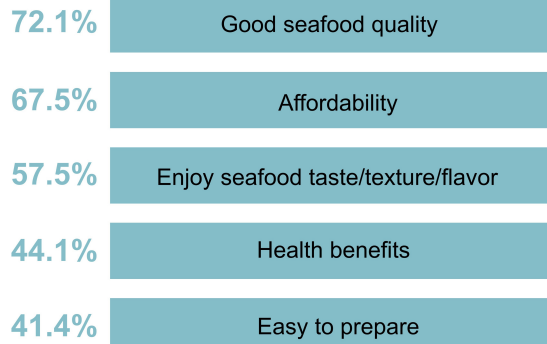 72.1% Good seafood quality
67.5% Affordability
57.5% Enjoy seafood taste/texture/flavor
44.1% Health benefits
41.4% Easy to prepare